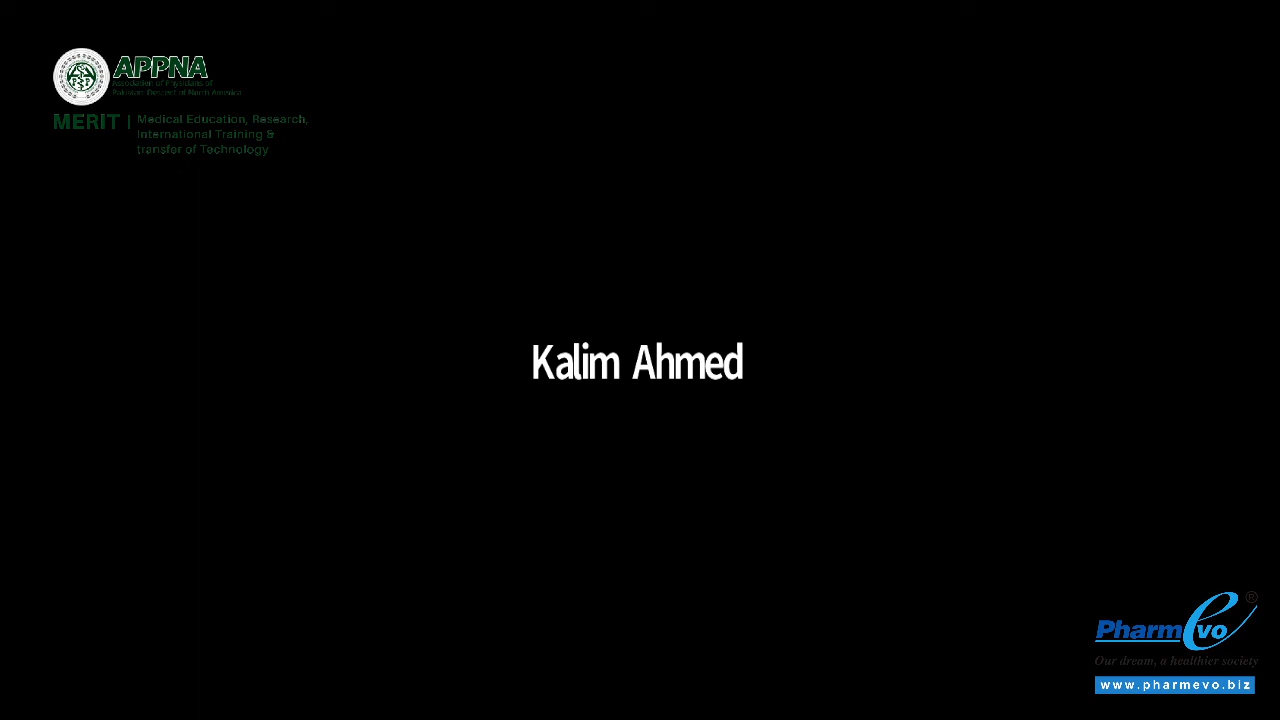 APPNA
Association of Physicians of
Pakistani Descent of North America
MERIT | Medical Education, Research,
International Training &
transfer of Technology
Kalim Ahmed
Pharmevo®
Our dream, a healthier society
www.pharmevo.biz